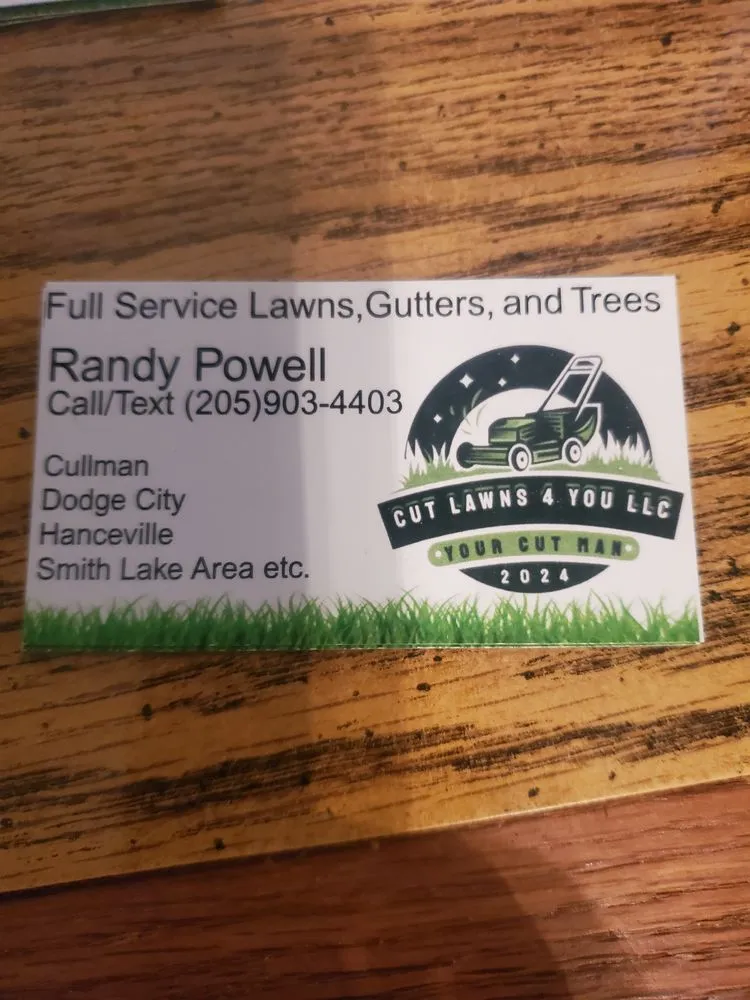 Full Service Lawns,Gutters, and Trees
Randy Powell
Call/Text (205)903-4403
Cullman
Dodge City
Hanceville
Smith Lake Area etc.
CUT LAWNS 4 YOU LLC
YOUR CUT MAN
2024